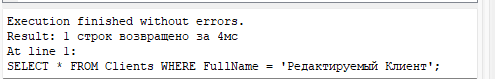 Execution finished without errors.
Result: 1 строк возвращено за 4мс
At line 1:
SELECT * FROM Clients WHERE FullName = 'Редактируемый Клиент';